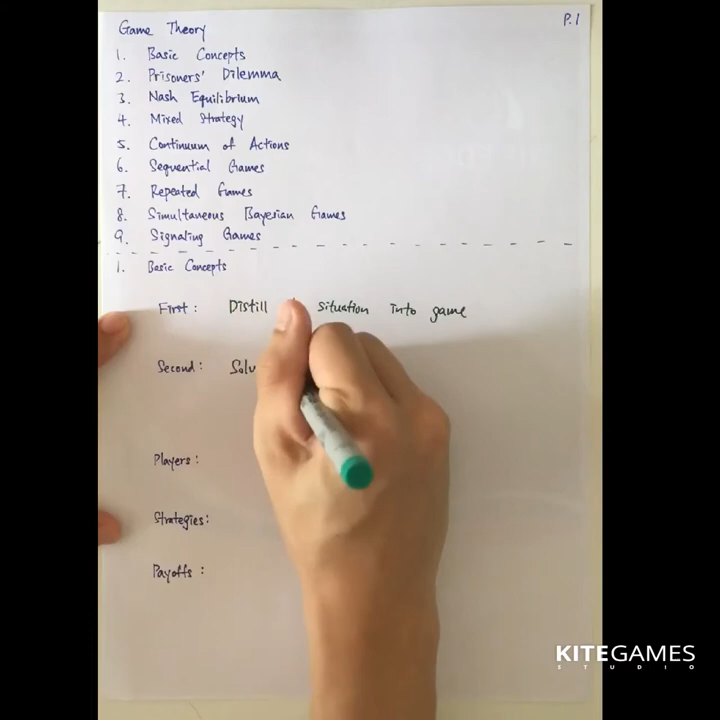 P.1
Game Theory
1. Basic Concepts
2. Prisoners' Dilemma
3. Nash Equilibrium
4. Mixed Strategy
5. Continuum of Actions
6. Sequential Games
7. Repeated Games
8. Simultaneous Bayesian Games
9. Signaling Games
1. Basic Concepts
First: Distill situation into game
Second: Solv
Players:
Strategies:
Payoffs:
KITEGAMES
STUDIO